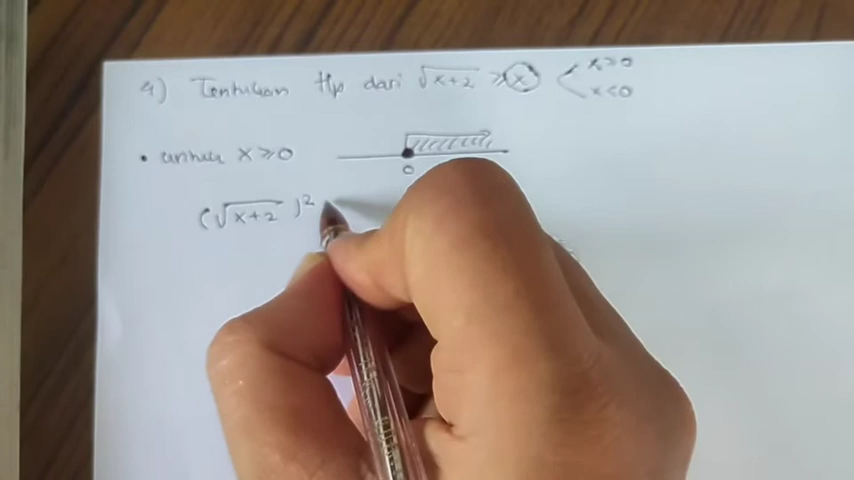 4) Tentukan Hp dari √x+2 ≥ x < x≥0
x<0
• untuk x ≥ 0
0
(√x+2)²